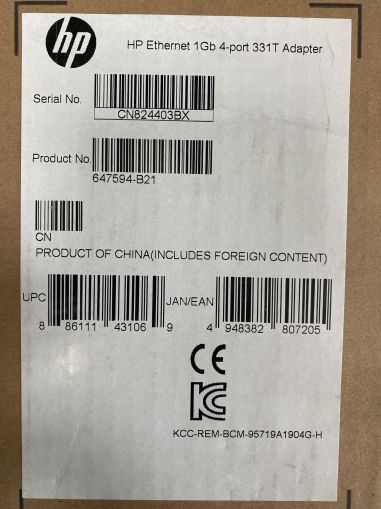 hp
HP Ethernet 1Gb 4-port 331T Adapter
Serial No.
CN824403BX
Product No.
647594-B21
CN
PRODUCT OF CHINA(INCLUDES FOREIGN CONTENT)
UPC
8 86111 43106 9
JAN/EAN
4 948382 807205
CE
KC
KCC-REM-BCM-95719A1904G-H